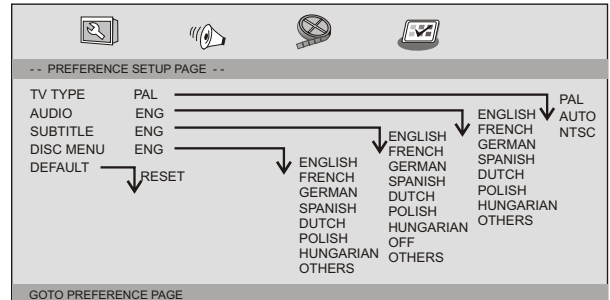 -- PREFERENCE SETUP PAGE --
TV TYPE PAL
AUDIO ENG
SUBTITLE ENG
DISC MENU ENG
DEFAULT
RESET
ENGLISH
FRENCH
GERMAN
SPANISH
DUTCH
POLISH
HUNGARIAN
OTHERS
ENGLISH
FRENCH
GERMAN
SPANISH
DUTCH
POLISH
HUNGARIAN
OFF
OTHERS
ENGLISH
FRENCH
GERMAN
SPANISH
DUTCH
POLISH
HUNGARIAN
OTHERS
PAL
AUTO
NTSC
GOTO PREFERENCE PAGE